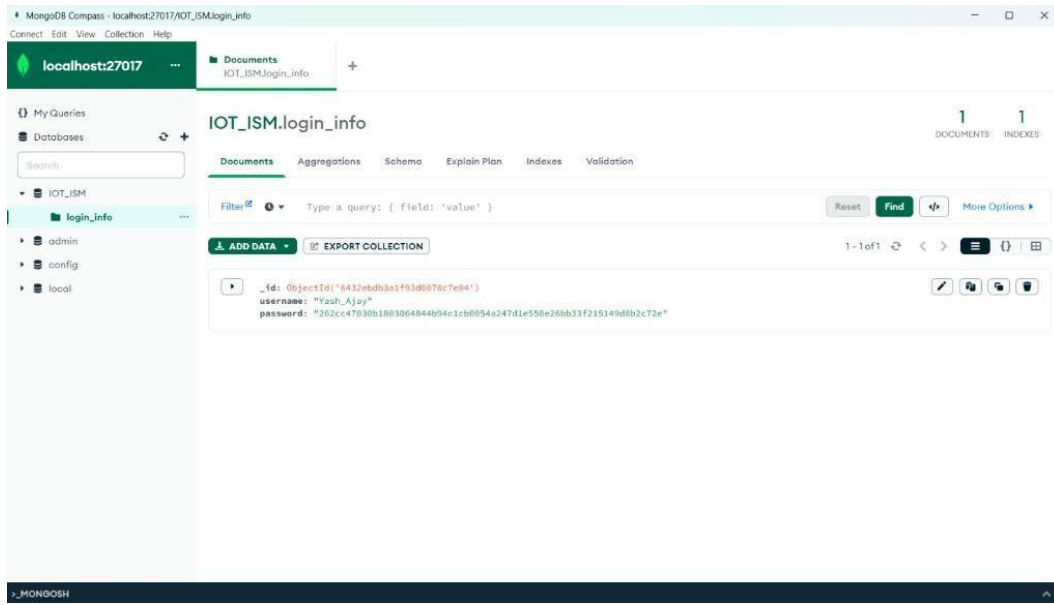 MongoDB Compass - localhost:27017/IOT_ISM.login_info
Connect Edit View Collection Help
localhost:27017 ...
Documents
IOT_ISM.login_info
+
{} My Queries
Databases
Search
IOT_ISM
login_info ...
admin
config
local
IOT_ISM.login_info
1 DOCUMENTS
1 INDEXES
Documents Aggregations Schema Explain Plan Indexes Validation
Filter Type a query: { field: 'value' } Reset Find </> More Options
ADD DATA EXPORT COLLECTION 1-1 of 1 < > {}
_id: ObjectId('6432ebdb3a1f93d0076c7e04')
username: "Yash_Ajay"
password:
>_MONGOSH